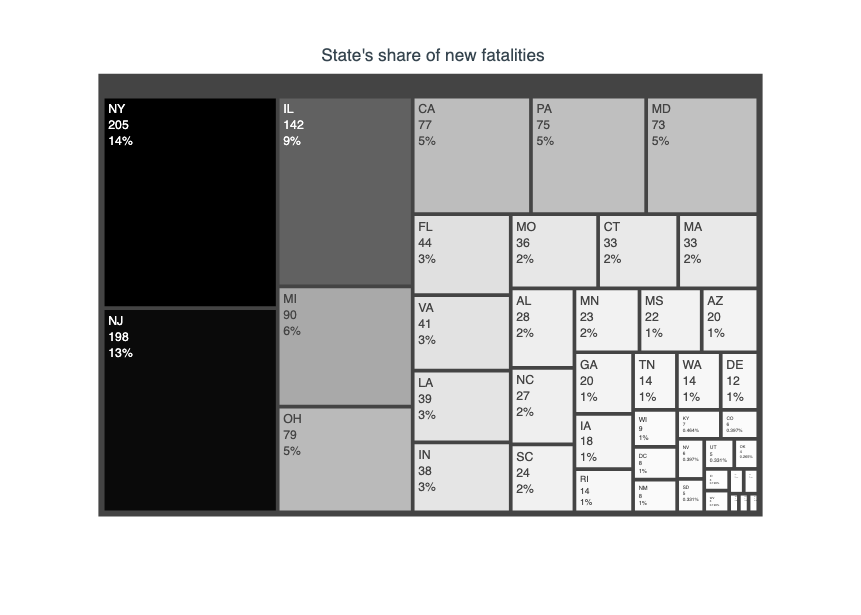 State's share of new fatalities
NY
205
14%
NJ
198
13%
IL
142
9%
MI
90
6%
OH
79
5%
CA
77
5%
PA
75
5%
MD
73
5%
FL
44
3%
VA
41
3%
LA
39
3%
IN
38
3%
MO
36
2%
CT
33
2%
MA
33
2%
AL
28
2%
NC
27
2%
SC
24
2%
MN
23
2%
MS
22
1%
AZ
20
1%
GA
20
1%
IA
18
1%
RI
14
1%
TN
14
1%
WA
14
1%
DE
12
1%
WI
9
1%
DC
8
1%
NM
8
1%
KY
7
0.464%
CO
6
0.397%
NV
6
0.397%
SD
5
0.331%
UT
5
0.331%
0.265%